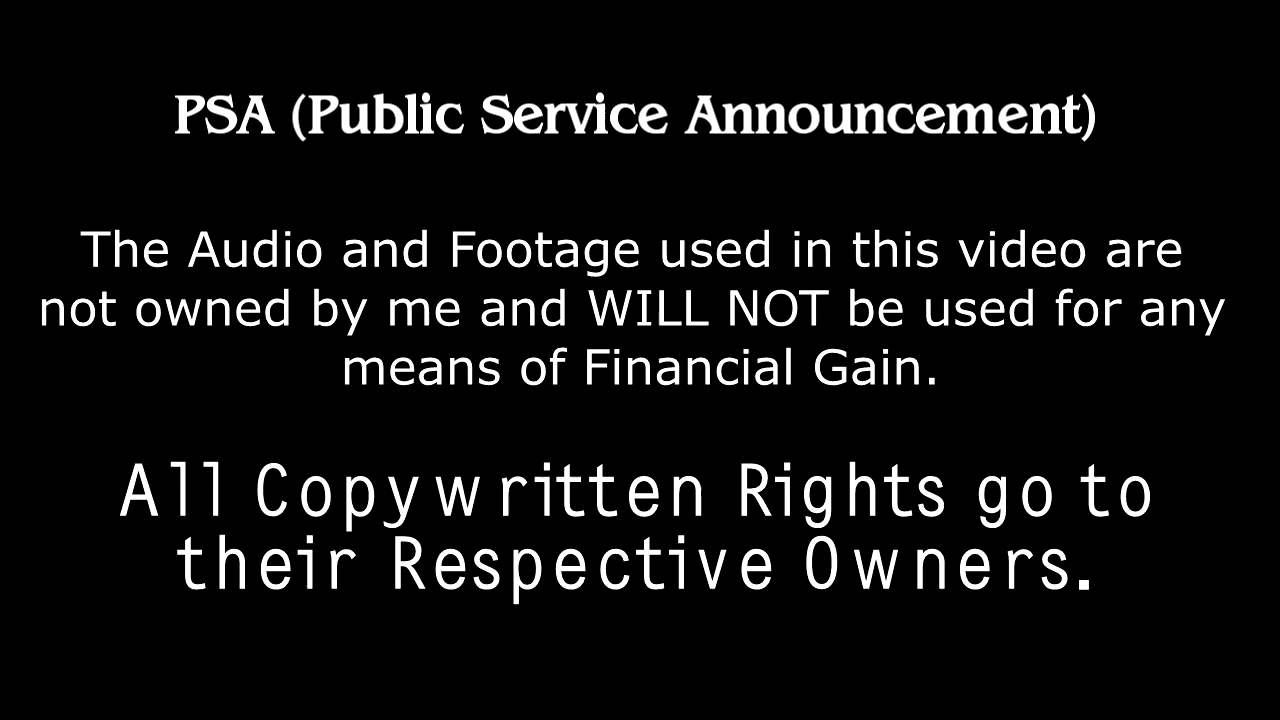 PSA (Public Service Announcement)
The Audio and Footage used in this video are
not owned by me and WILL NOT be used for any
means of Financial Gain.
All Copywritten Rights go to
their Respective Owners.